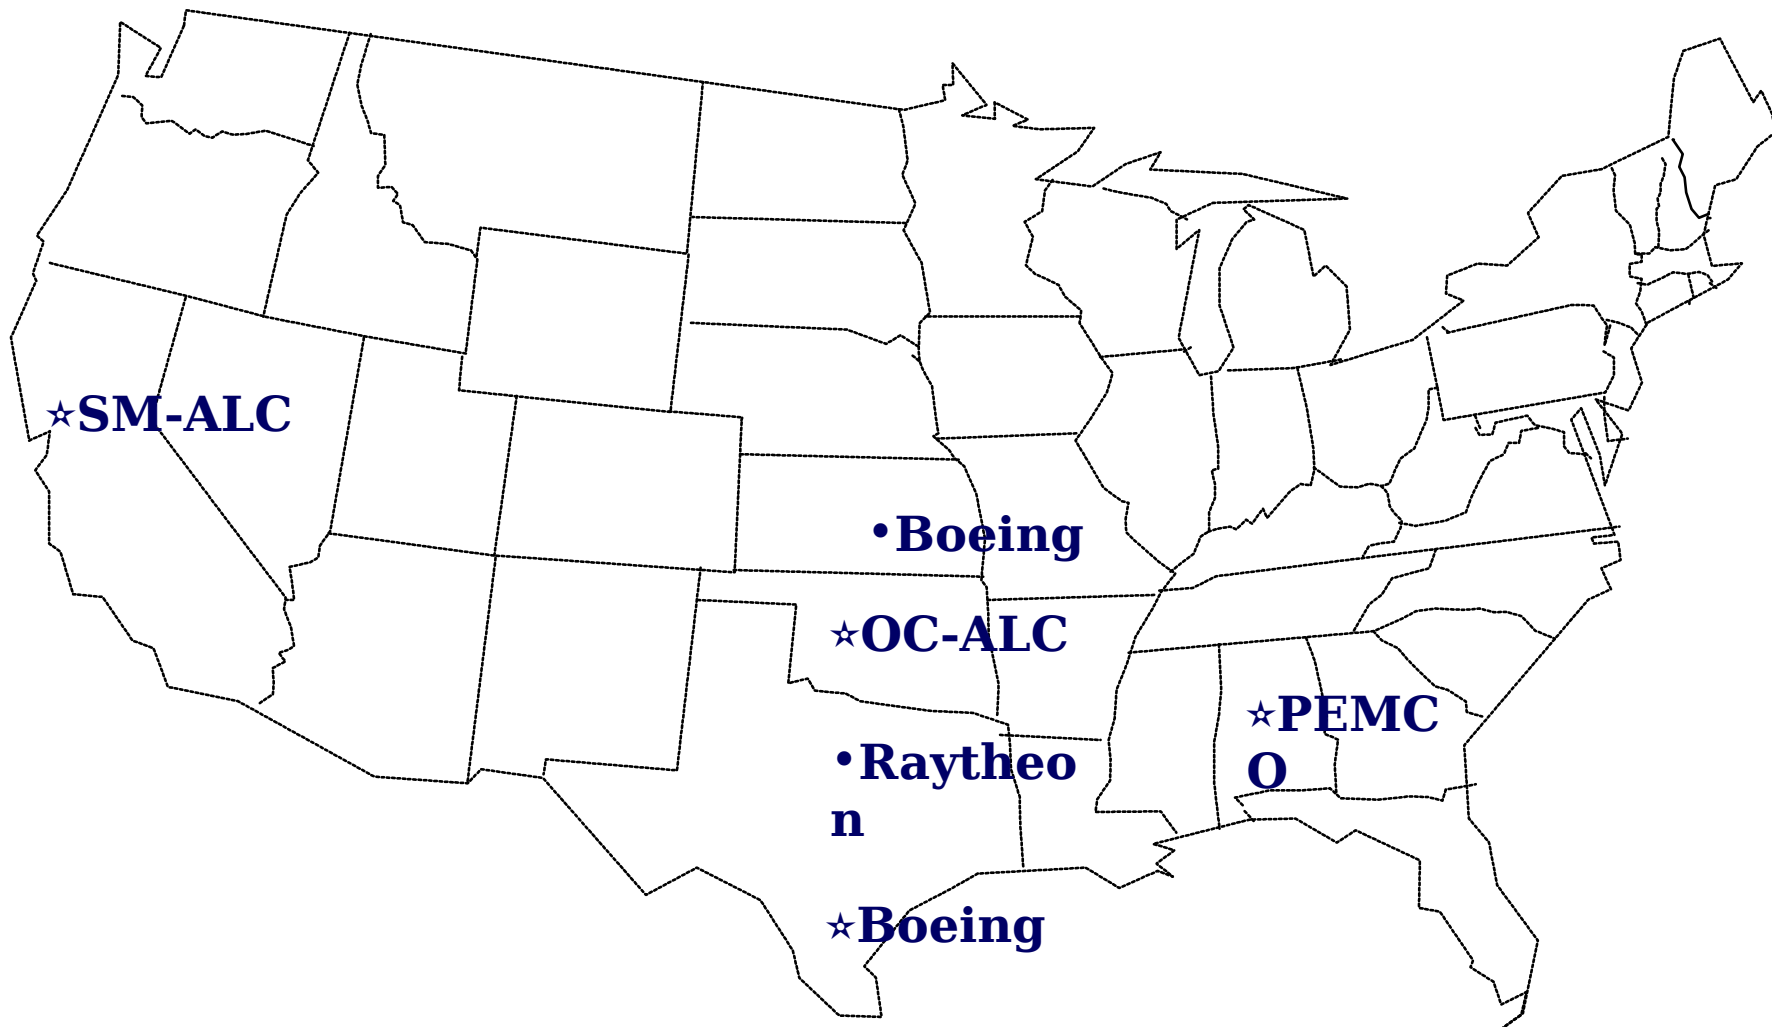 ☆SM-ALC
•Boeing
☆OC-ALC
☆PEMC
O
•Raytheo
n
☆Boeing